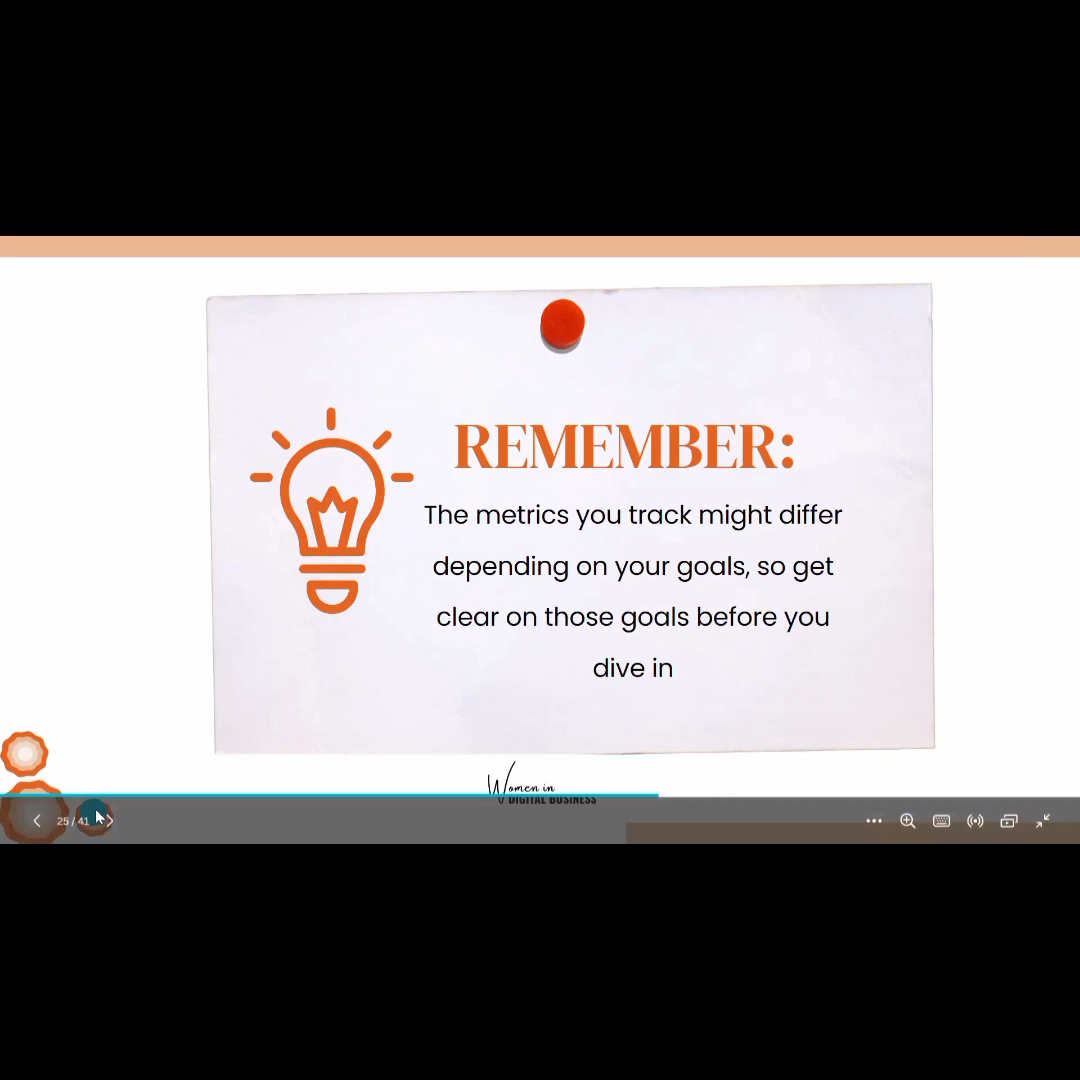 REMEMBER:
The metrics you track might differ
depending on your goals, so get
clear on those goals before you
dive in
Women in
DIGITAL BUSINESS
25 / 41